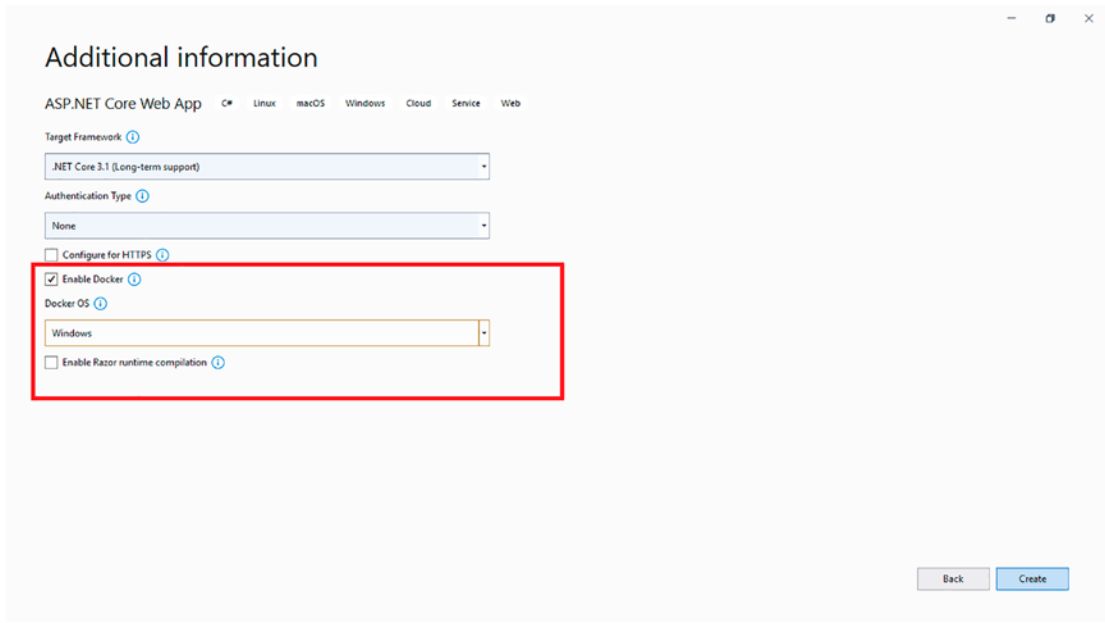 Additional information
ASP.NET Core Web App C# Linux macOS Windows Cloud Service Web
Target Framework
.NET Core 3.1 (Long-term support)
Authentication Type
None
Configure for HTTPS
Enable Docker
Docker OS
Windows
Enable Razor runtime compilation
Back Create